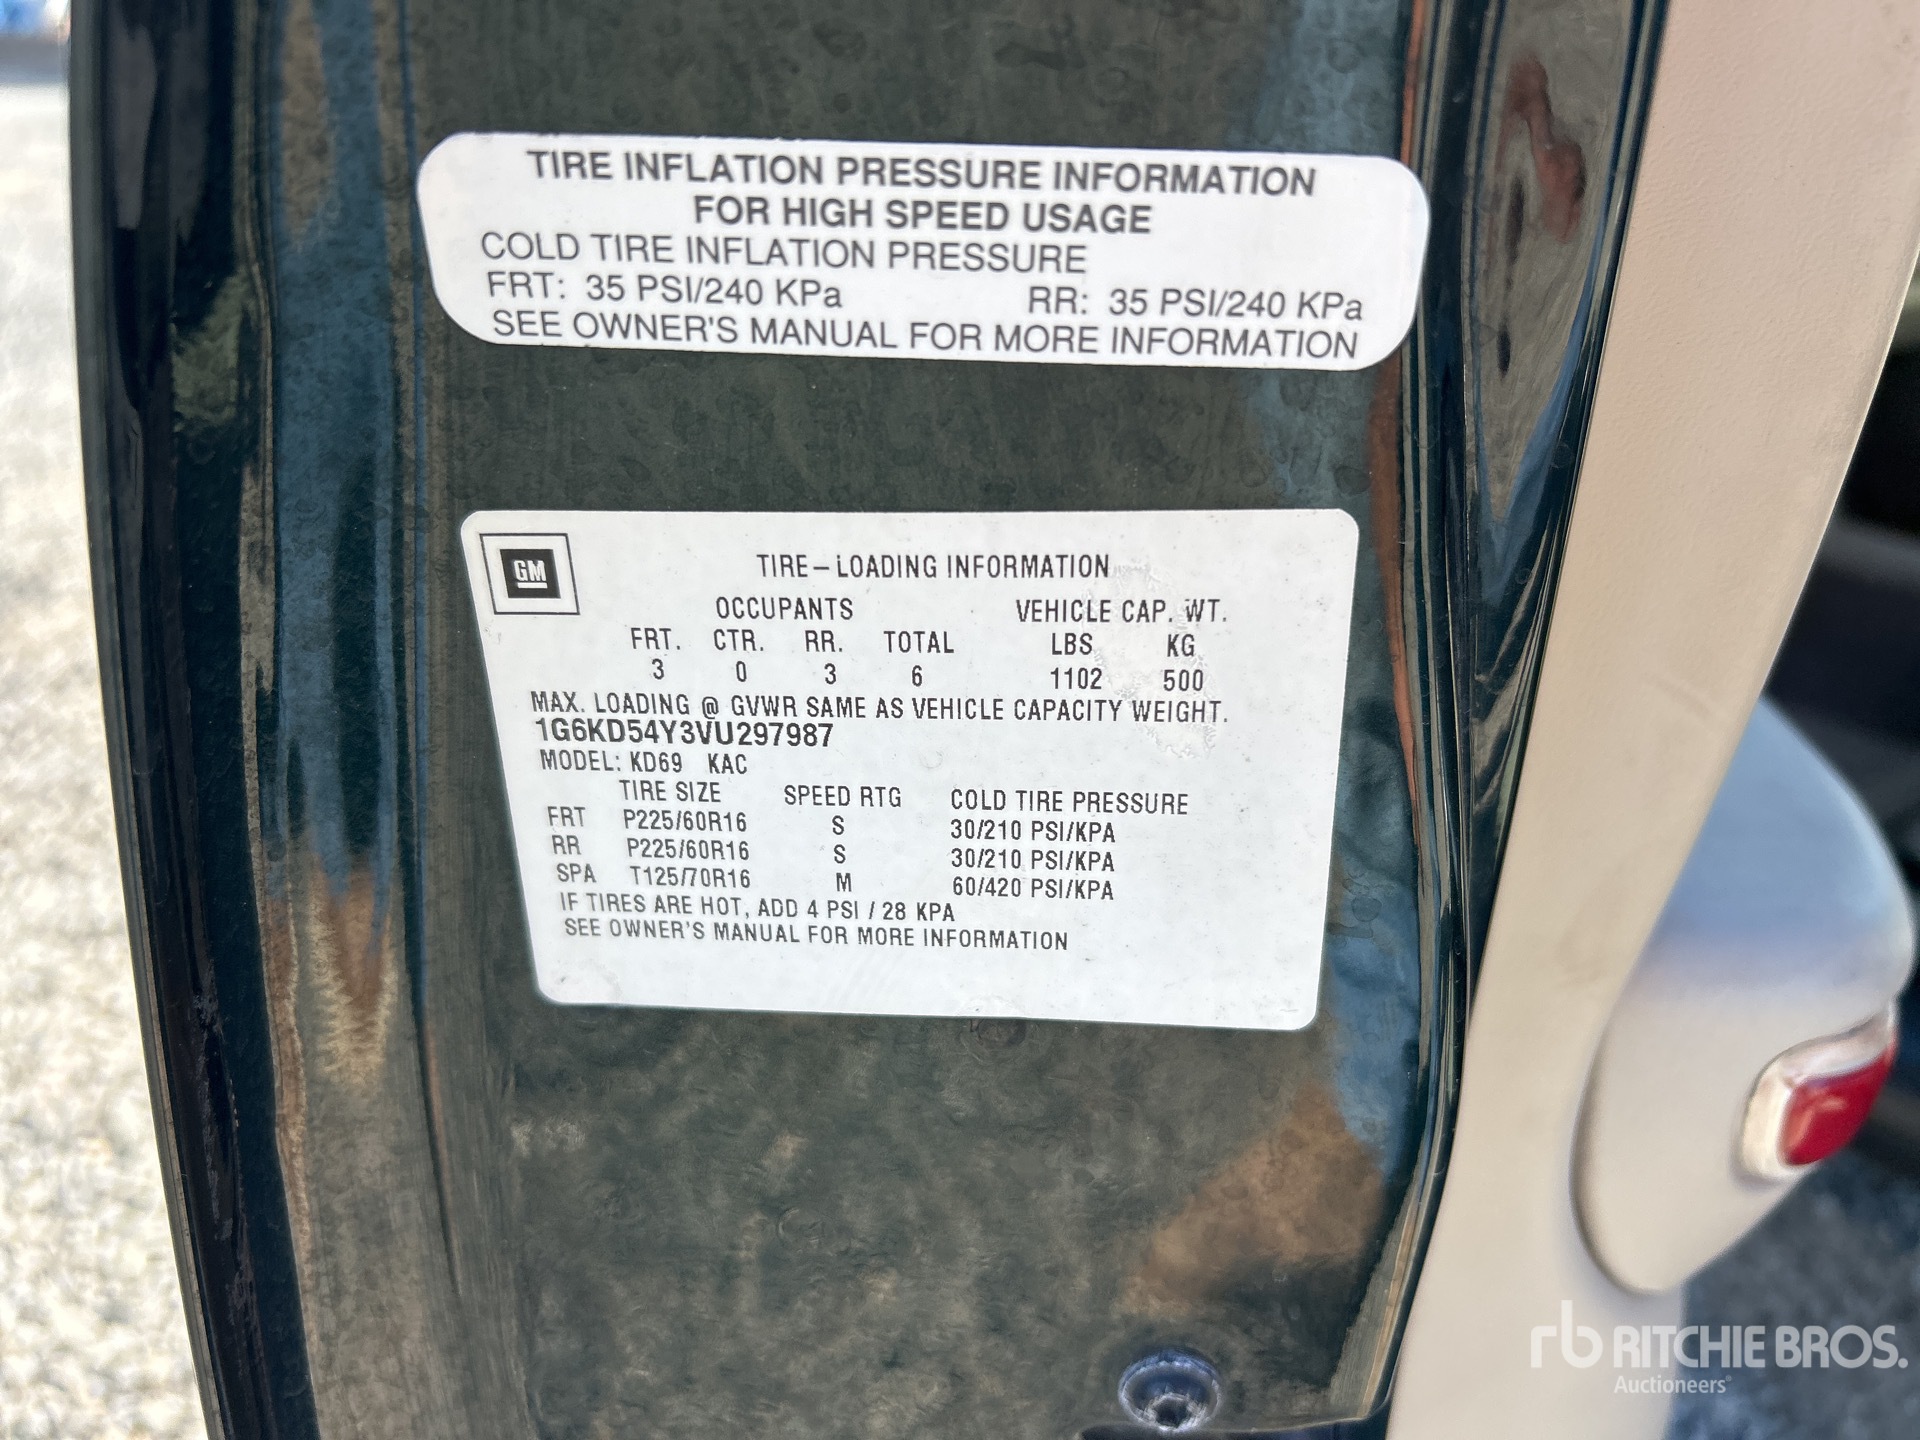 TIRE INFLATION PRESSURE INFORMATION
FOR HIGH SPEED USAGE
COLD TIRE INFLATION PRESSURE
FRT: 35 PSI/240 KPa RR: 35 PSI/240 KPa
SEE OWNER'S MANUAL FOR MORE INFORMATION
GM
TIRE-LOADING INFORMATION
OCCUPANTS VEHICLE CAP. WT.
FRT. CTR. RR. TOTAL LBS KG
3 0 3 6 1102 500
MAX. LOADING @ GVWR SAME AS VEHICLE CAPACITY WEIGHT.
1G6KD54Y3VU297987
MODEL: KD69 KAC
TIRE SIZE SPEED RTG COLD TIRE PRESSURE
FRT P225/60R16 S 30/210 PSI/KPA
RR P225/60R16 S 30/210 PSI/KPA
SPA T125/70R16 M 60/420 PSI/KPA
IF TIRES ARE HOT, ADD 4 PSI / 28 KPA
SEE OWNER'S MANUAL FOR MORE INFORMATION
rb RITCHIE BROS.
Auctioneers